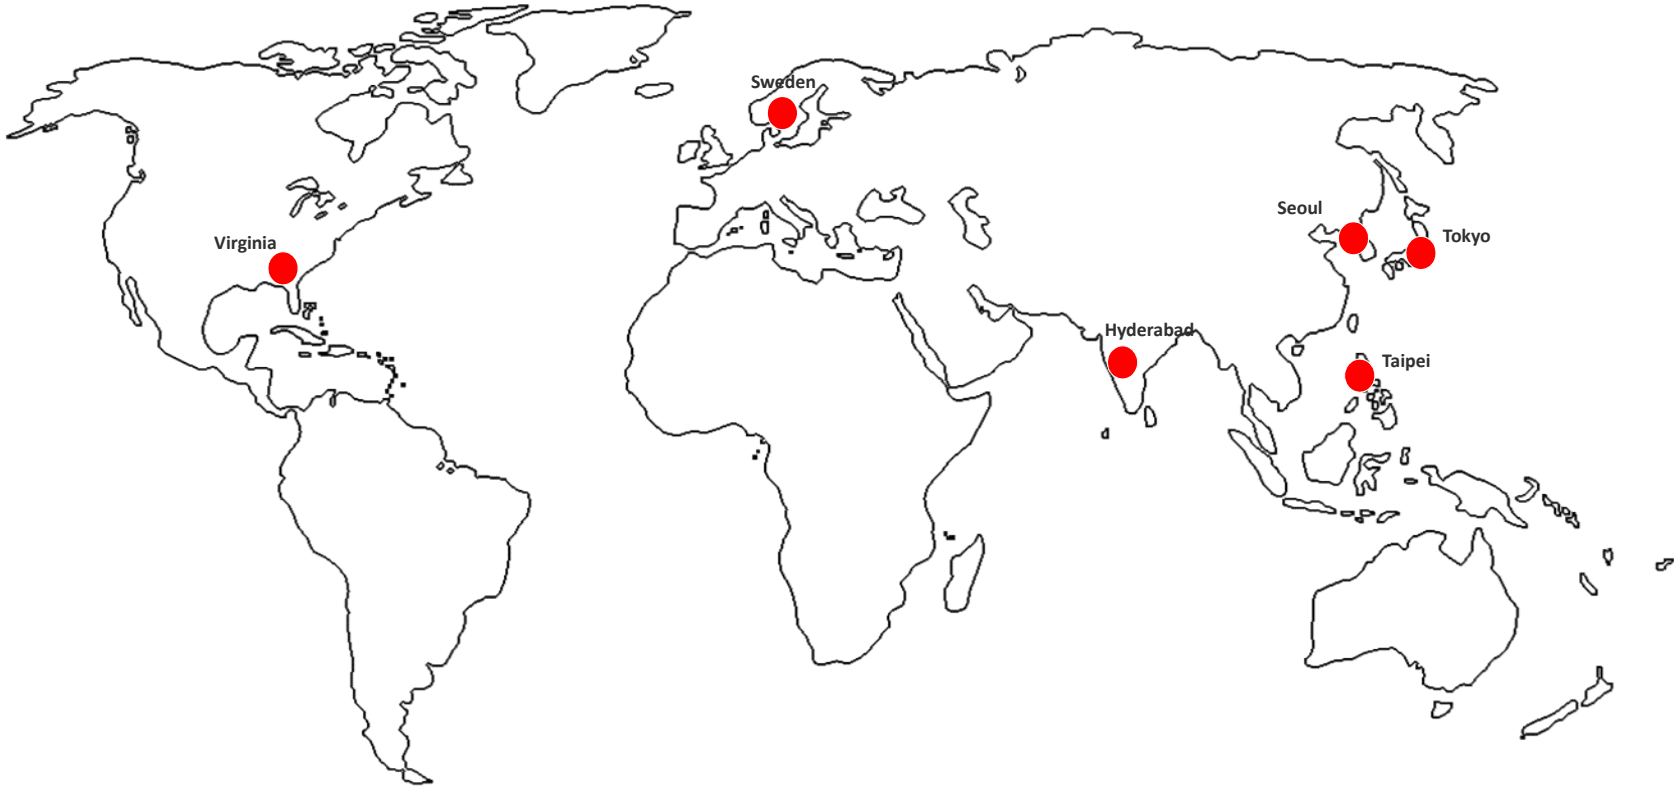 Sweden
Seoul
Tokyo
Virginia
Hyderabad
Taipei